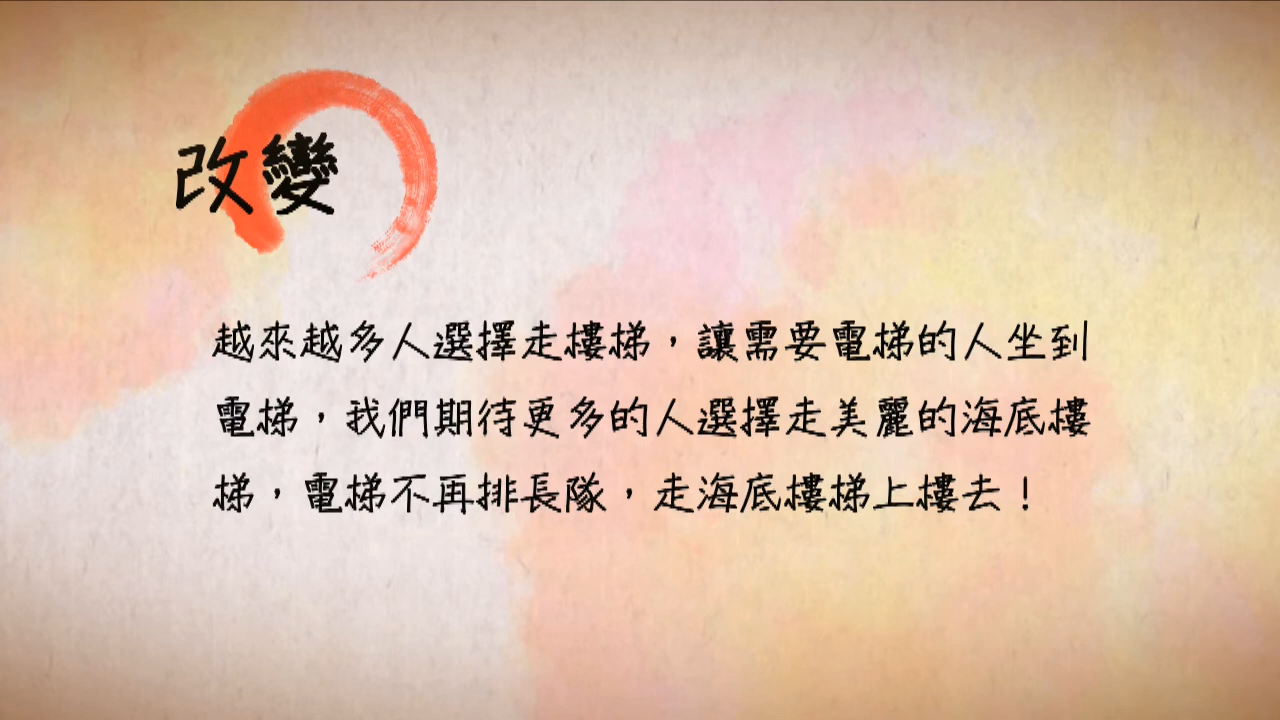 改變
越來越多人選擇走樓梯，讓需要電梯的人坐到
電梯，我們期待更多的人選擇走美麗的海底樓
梯，電梯不再排長隊，走海底樓梯上樓去！